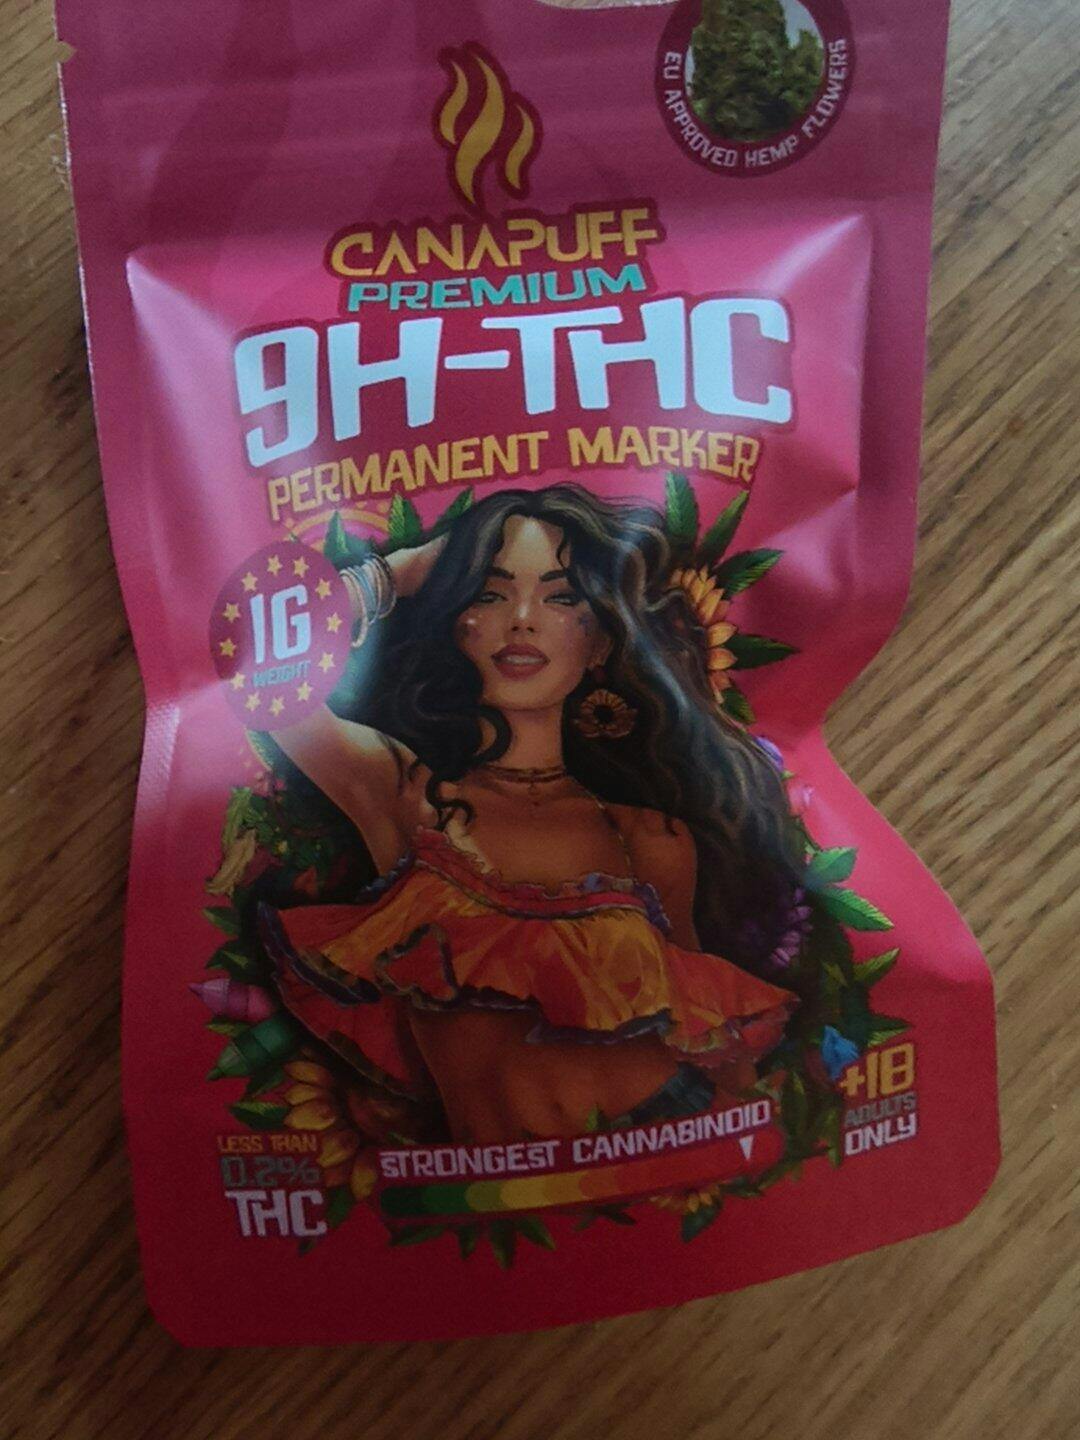 EU APPROVED HEMP FLOWERS
CANAPUFF
PREMIUM
9H-THC
PERMANENT MARKER
1G
WEIGHT
STRONGEST CANNABINOID
+18
ADULTS
ONLY
LESS THAN
0.2%
THC